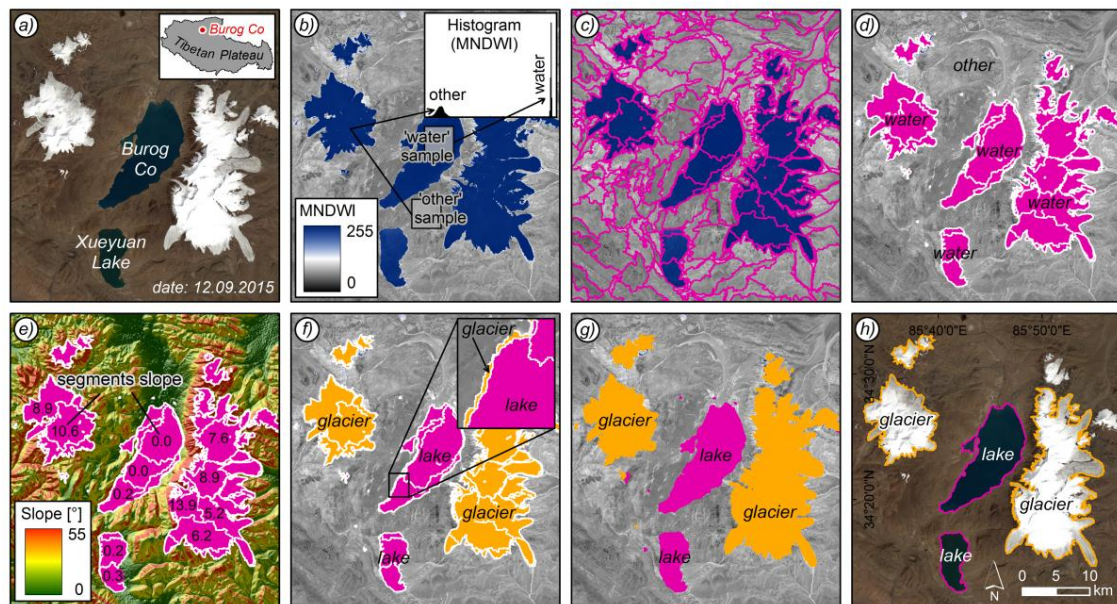 a)
Burog Co
Tibetan Plateau
Burog
Co
Xueyuan
Lake
date: 12.09.2015
b)
Histogram
(MNDWI)
water
other
'water'
sample
'other'
sample
MNDWI
255
0
c)
d)
other
water
water
water
water
e)
segments slope
8.9
10.6
0.0
7.6
0.0
8.9
0.2
13.9
5.2
6.2
0.2
0.3
Slope [°]
55
0
f)
glacier
lake
glacier
lake
glacier
lake
g)
glacier
lake
glacier
lake
h)
85°40'0"E
85°50'0"E
34°30'0"N
34°20'0"N
glacier
lake
glacier
lake
N
0 5 10
km